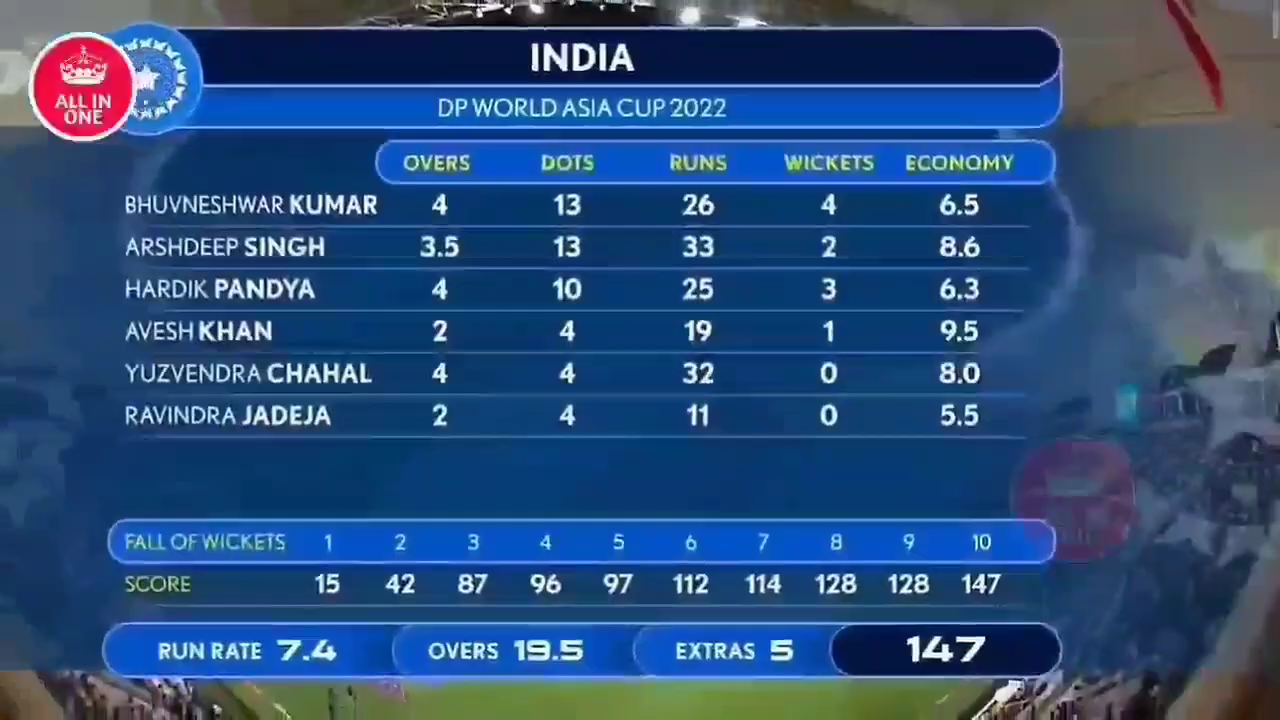 ALL IN
ONE
INDIA
DP WORLD ASIA CUP 2022
OVERS DOTS RUNS WICKETS ECONOMY
BHUVNESHWAR KUMAR 4 13 26 4 6.5
ARSHDEEP SINGH 3.5 13 33 2 8.6
HARDIK PANDYA 4 10 25 3 6.3
AVESH KHAN 2 4 19 1 9.5
YUZVENDRA CHAHAL 4 4 32 0 8.0
RAVINDRA JADEJA 2 4 11 0 5.5
FALL OF WICKETS 1 2 3 4 5 6 7 8 9 10
SCORE 15 42 87 96 97 112 114 128 128 147
RUN RATE 7.4 OVERS 19.5 EXTRAS 5 147